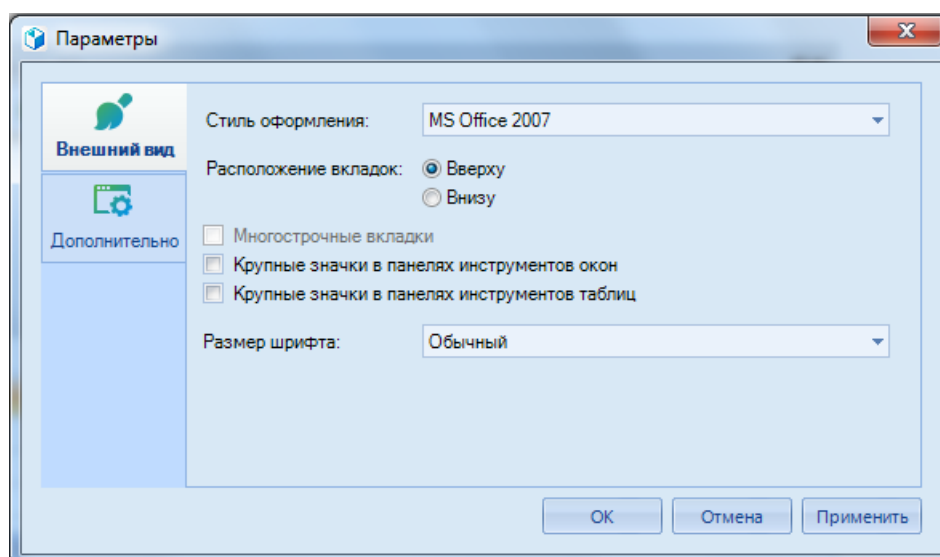 Параметры
Внешний вид
Дополнительно
Стиль оформления: MS Office 2007
Расположение вкладок: Вверху
Внизу
Многострочные вкладки
Крупные значки в панелях инструментов окон
Крупные значки в панелях инструментов таблиц
Размер шрифта: Обычный
OK Отмена Применить